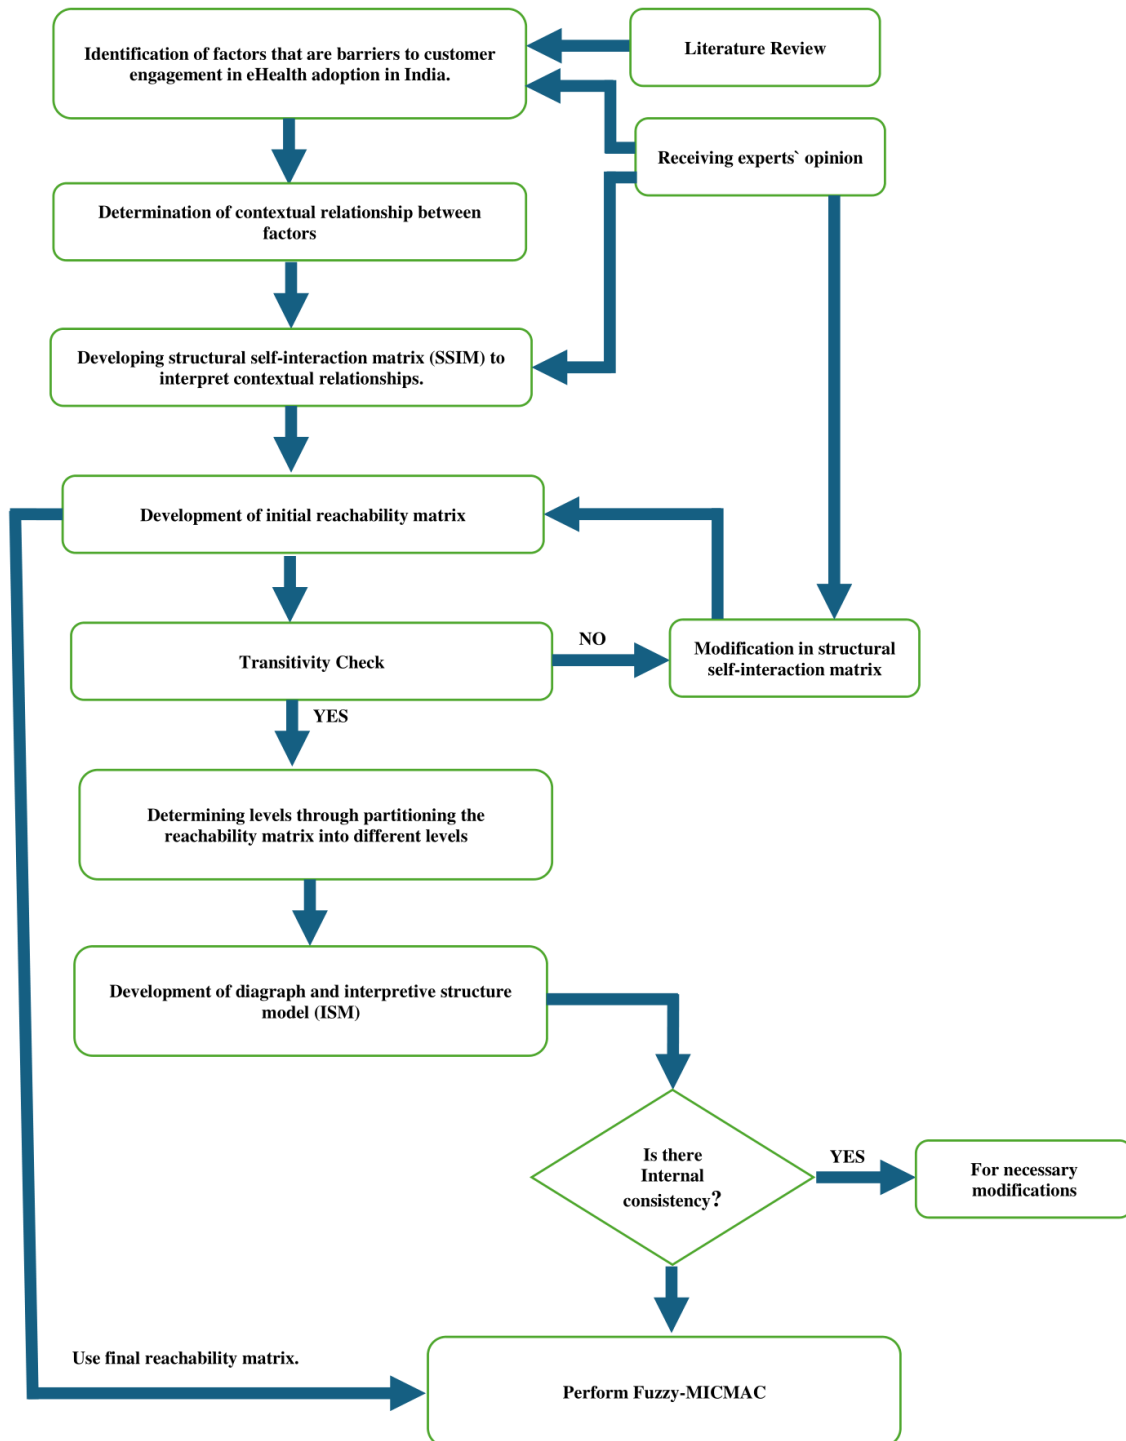 Identification of factors that are barriers to customer
engagement in eHealth adoption in India.
Literature Review
Receiving experts` opinion
Determination of contextual relationship between
factors
Developing structural self-interaction matrix (SSIM) to
interpret contextual relationships.
Development of initial reachability matrix
Transitivity Check
NO
Modification in structural
self-interaction matrix
YES
Determining levels through partitioning the
reachability matrix into different levels
Development of diagraph and interpretive structure
model (ISM)
Is there
Internal
consistency?
YES
For necessary
modifications
Use final reachability matrix.
Perform Fuzzy-MICMAC